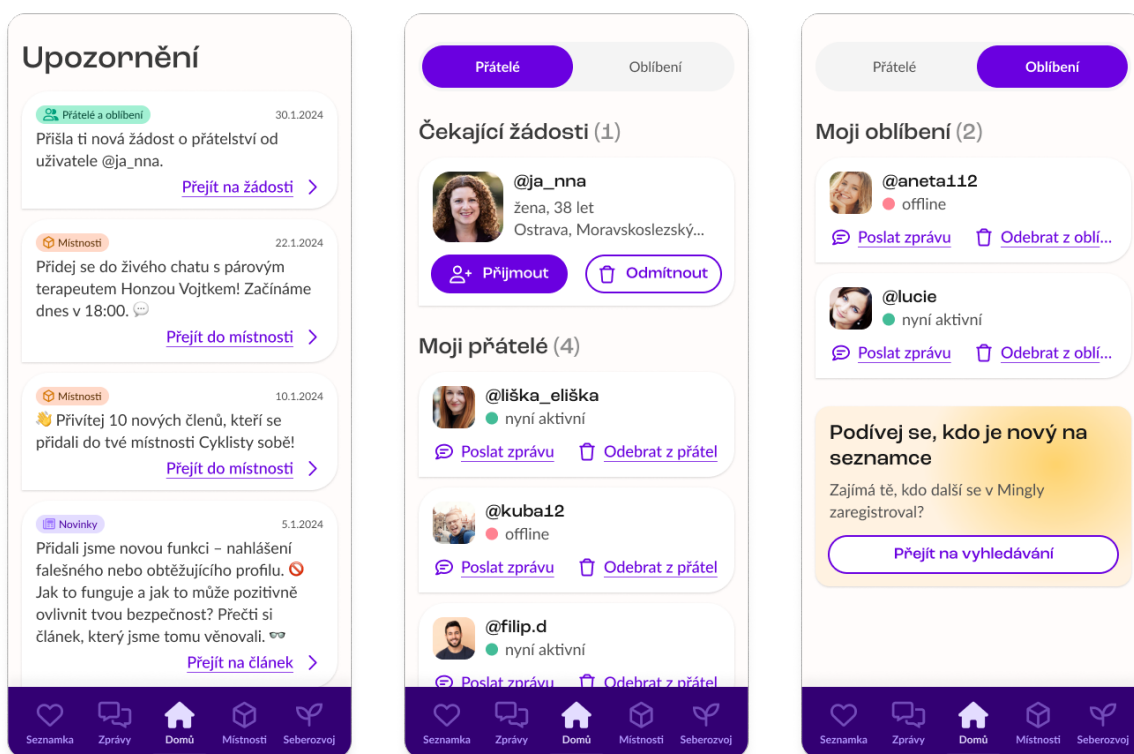 Upozornění
Přátelé a oblíbení
30.1.2024
Přišla ti nová žádost o přátelství od
uživatele @ja_nna.
Přejít na žádosti
Místnosti
22.1.2024
Přidej se do živého chatu s párovým
terapeutem Honzou Vojtkem! Začínáme
dnes v 18:00. 💬
Přejít do místnosti
Místnosti
10.1.2024
👋 Přivítej 10 nových členů, kteří se
přidali do tvé místnosti Cyklisty sobě!
Přejít do místnosti
Novinky
5.1.2024
Přidali jsme novou funkci – nahlášení
falešného nebo obtěžujícího profilu. 🚫
Jak to funguje a jak to může pozitivně
ovlivnit tvou bezpečnost? Přečti si
článek, který jsme tomu věnovali. 👓
Přejít na článek
Seznamka
Zprávy
Domů
Místnosti
Seberozvoj
Přátelé
Oblíbení
Čekající žádosti (1)
@ja_nna
žena, 38 let
Ostrava, Moravskoslezský...
Přijmout
Odmítnout
Moji přátelé (4)
@liška_eliška
nyní aktivní
Poslat zprávu
Odebrat z přátel
@kuba12
offline
Poslat zprávu
Odebrat z přátel
@filip.d
nyní aktivní
Poslat zprávu
Odebrat z přátel
Seznamka
Zprávy
Domů
Místnosti
Seberozvoj
Přátelé
Oblíbení
Moji oblíbení (2)
@aneta112
offline
Poslat zprávu
Odebrat z oblí...
@lucie
nyní aktivní
Poslat zprávu
Odebrat z oblí...
Podívej se, kdo je nový na
seznamce
Zajímá tě, kdo další se v Mingly
zaregistroval?
Přejít na vyhledávání
Seznamka
Zprávy
Domů
Místnosti
Seberozvoj